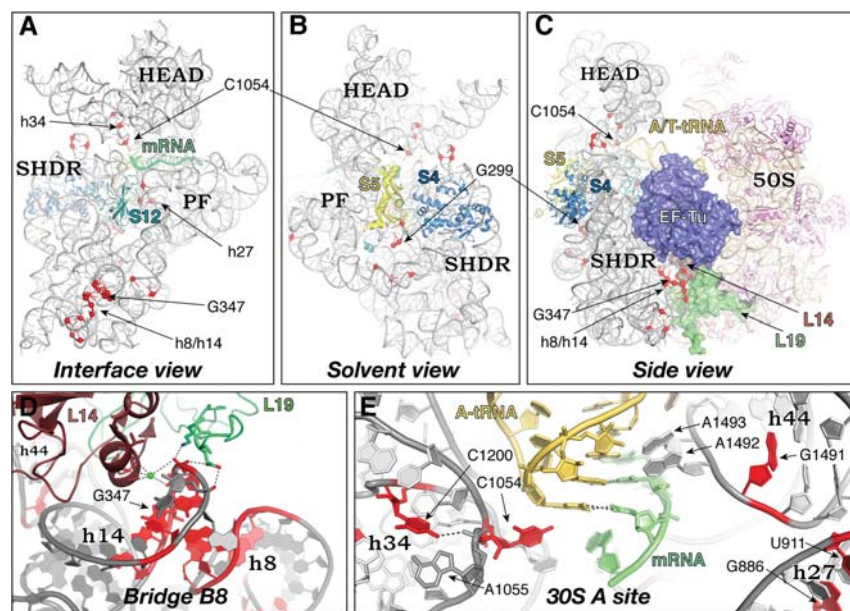 A
HEAD
C1054
h34
mRNA
SHDR
S12
PF
h27
G347
h8/h14
Interface view
B
HEAD
S5
S4
G299
PF
SHDR
Solvent view
C
HEAD
C1054
A/T-tRNA
S5
S4
50S
EF-Tu
SHDR
G347
h8/h14
L14
L19
Side view
D
L14
L19
h44
G347
h14
h8
Bridge B8
E
A-tRNA
A1493
h44
C1200
A1492
C1054
G1491
h34
mRNA
U911
G886
h27
A1055
30S A site